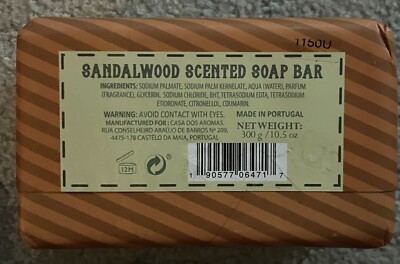 1150U
SANDALWOOD SCENTED SOAP BAR
INGREDIENTS: SODIUM PALMATE, SODIUM PALM KERNELATE, AQUA (WATER), PARFUM
(FRAGRANCE), GLYCERIN, SODIUM CHLORIDE, BHT, TETRASODIUM EDTA, TETRASODIUM
ETIDRONATE, CITRONELLOL, COUMARIN.
WARNING: AVOID CONTACT WITH EYES.
MANUFACTURED FOR: CASA DOS AROMAS.
RUA CONSELHEIRO ARAÚJO DE BARROS Nº 209,
4475-178 CASTELO DA MAIA, PORTUGAL
MADE IN PORTUGAL
NET WEIGHT:
300 g / 10.5 oz
12M
1 90577 06471 7